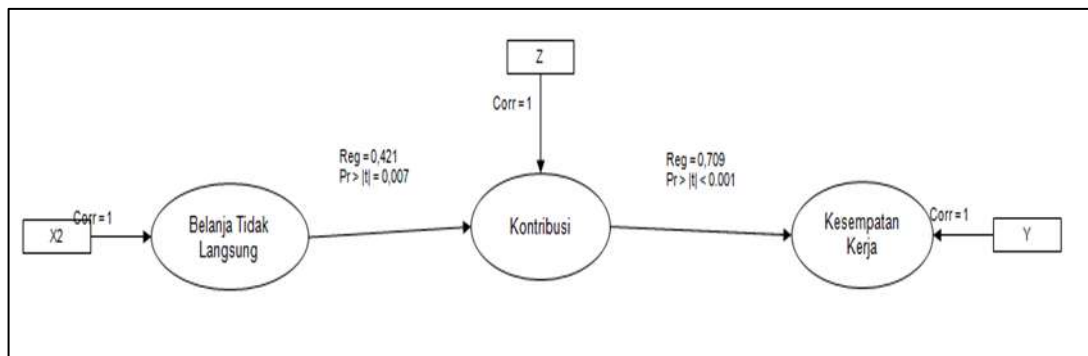 Z
Corr = 1
Reg = 0,421
Pr > |t| = 0,007
Reg = 0,709
Pr > |t| < 0.001
X2
Corr = 1
Belanja Tidak
Langsung
Kontribusi
Kesempatan
Kerja
Corr = 1
Y